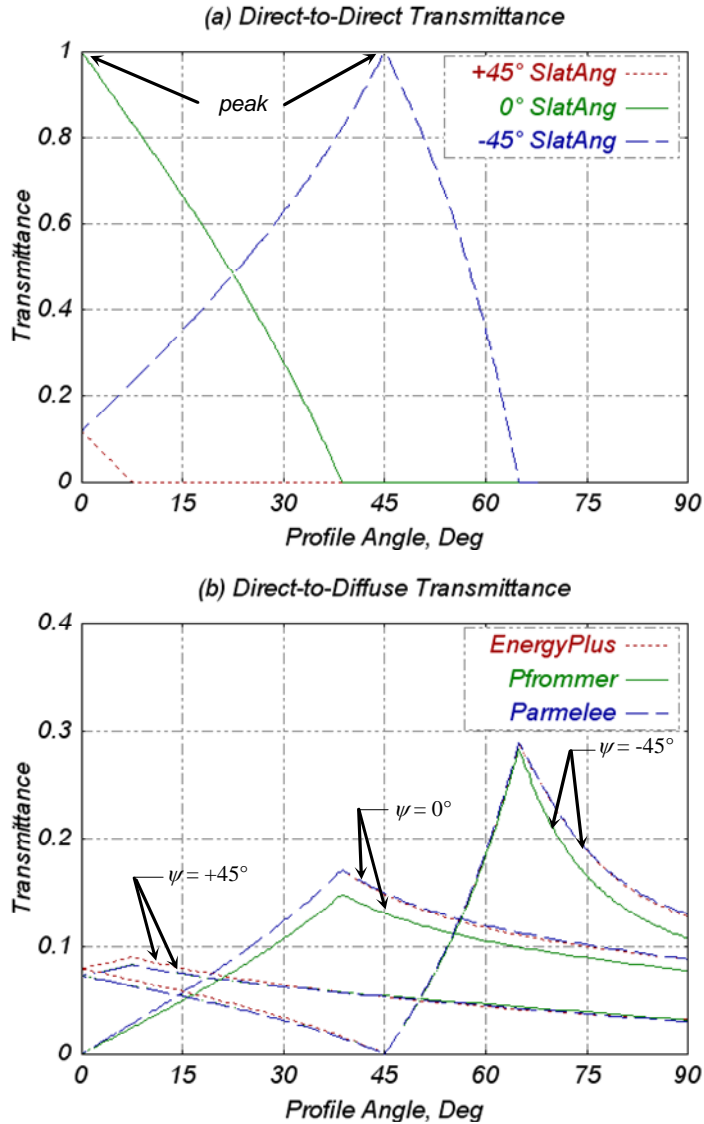 (a) Direct-to-Direct Transmittance
1
peak
+45° SlatAng
0° SlatAng
-45° SlatAng
0.8
0.6
0.4
0.2
0
Transmittance
0 15 30 45 60 75 90
Profile Angle, Deg
(b) Direct-to-Diffuse Transmittance
0.4
EnergyPlus
Pfrommer
Parmelee
0.3
ψ = -45°
ψ = 0°
0.2
ψ = +45°
0.1
0
Transmittance
0 15 30 45 60 75 90
Profile Angle, Deg